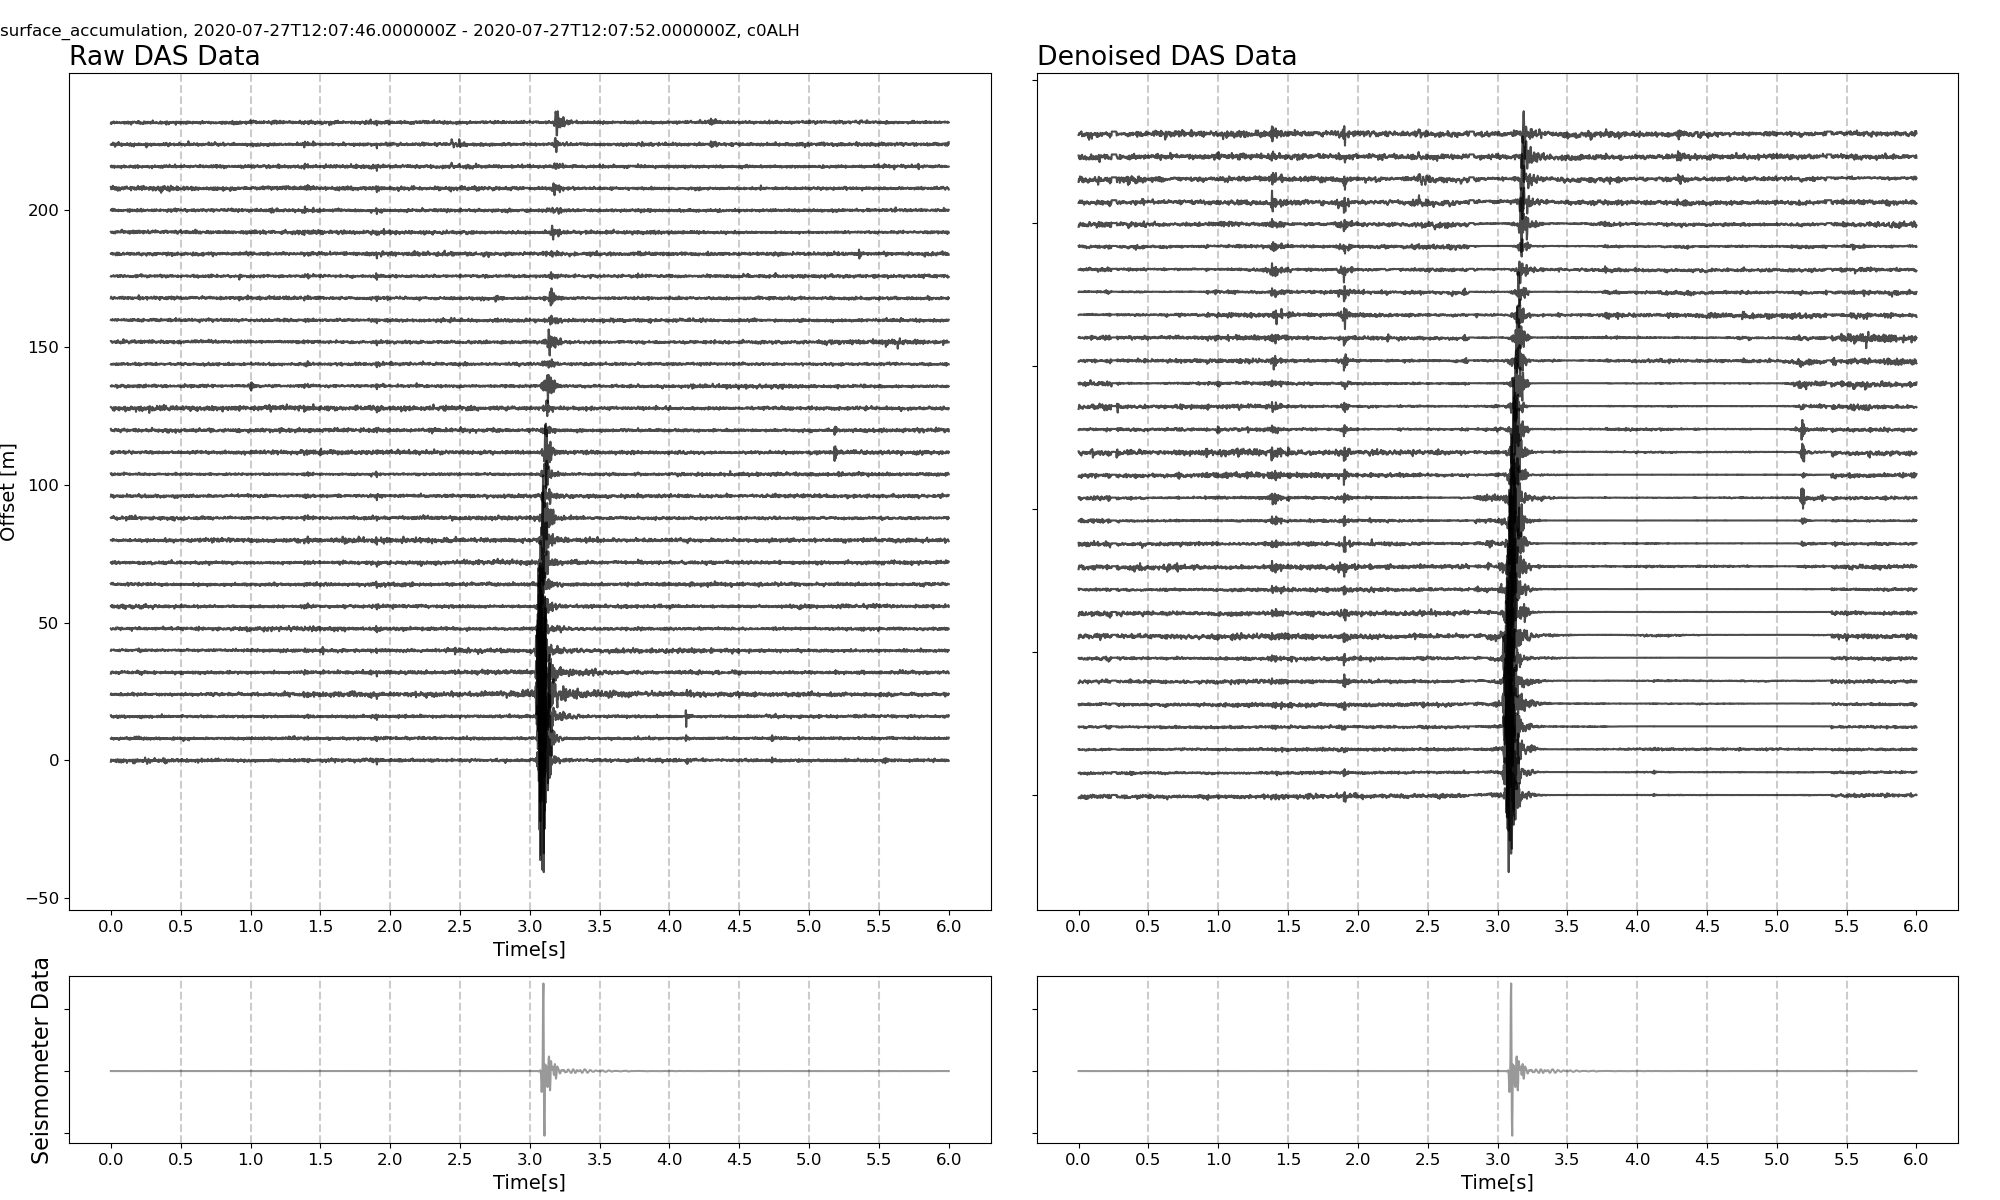 surface_accumulation, 2020-07-27T12:07:46.000000Z - 2020-07-27T12:07:52.000000Z, c0ALH
Raw DAS Data
Denoised DAS Data
Offset [m]
200
150
100
50
0
−50
0.0 0.5 1.0 1.5 2.0 2.5 3.0 3.5 4.0 4.5 5.0 5.5 6.0
Time[s]
0.0 0.5 1.0 1.5 2.0 2.5 3.0 3.5 4.0 4.5 5.0 5.5 6.0
Seismometer Data
0.0 0.5 1.0 1.5 2.0 2.5 3.0 3.5 4.0 4.5 5.0 5.5 6.0
Time[s]
0.0 0.5 1.0 1.5 2.0 2.5 3.0 3.5 4.0 4.5 5.0 5.5 6.0
Time[s]